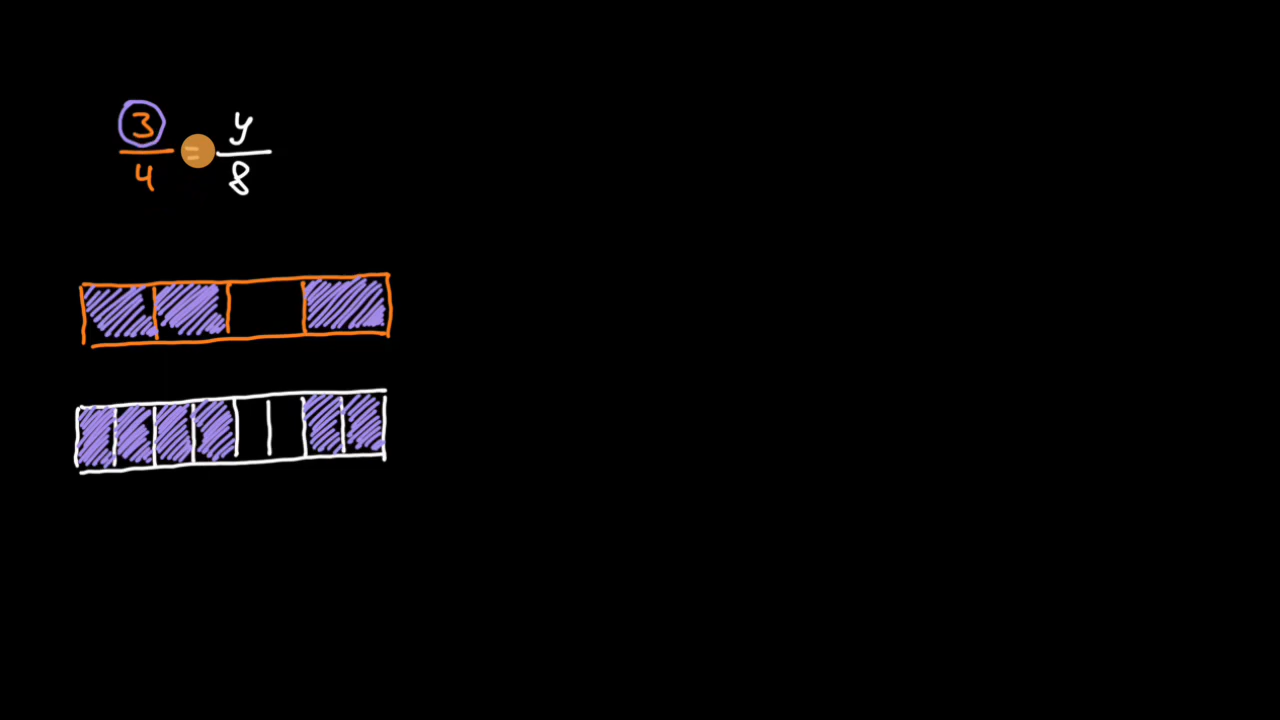 3/4 = y/8